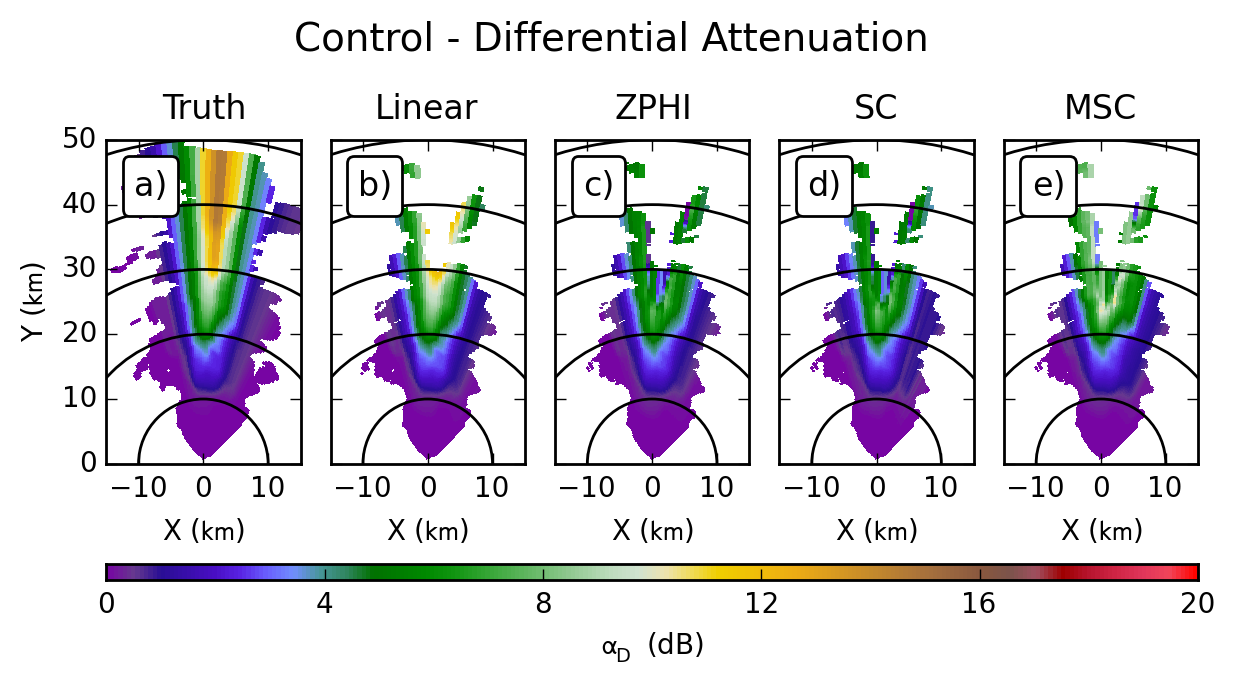 Control - Differential Attenuation
Truth Linear ZPHI SC MSC
50
a) b) c) d) e)
40
30
20
10
0
Y (km)
−10 0 10 −10 0 10 −10 0 10 −10 0 10 −10 0 10
X (km) X (km) X (km) X (km) X (km)
0 4 8 12 16 20
αD (dB)